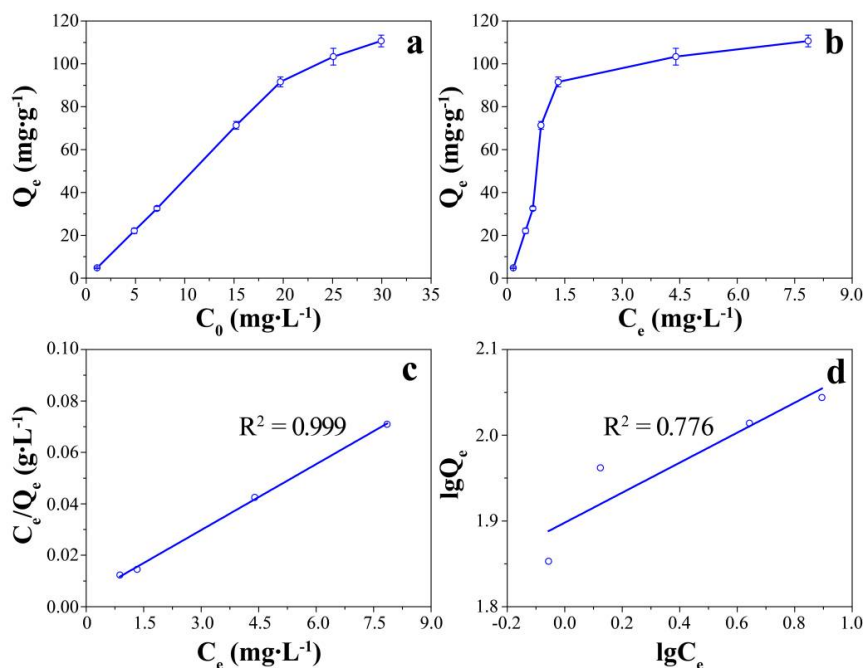 a
120
100
80
60
40
20
0
Qₑ (mg·g⁻¹)
0 5 10 15 20 25 30 35
C₀ (mg·L⁻¹)
b
120
100
80
60
40
20
0
Qₑ (mg·g⁻¹)
0.0 1.5 3.0 4.5 6.0 7.5 9.0
Cₑ (mg·L⁻¹)
c
0.10
0.08
0.06
0.04
0.02
0.00
Cₑ/Qₑ (g·L⁻¹)
R² = 0.999
0.0 1.5 3.0 4.5 6.0 7.5 9.0
Cₑ (mg·L⁻¹)
d
2.1
2.0
1.9
1.8
lgQₑ
R² = 0.776
-0.2 0.0 0.2 0.4 0.6 0.8 1.0
lgCₑ